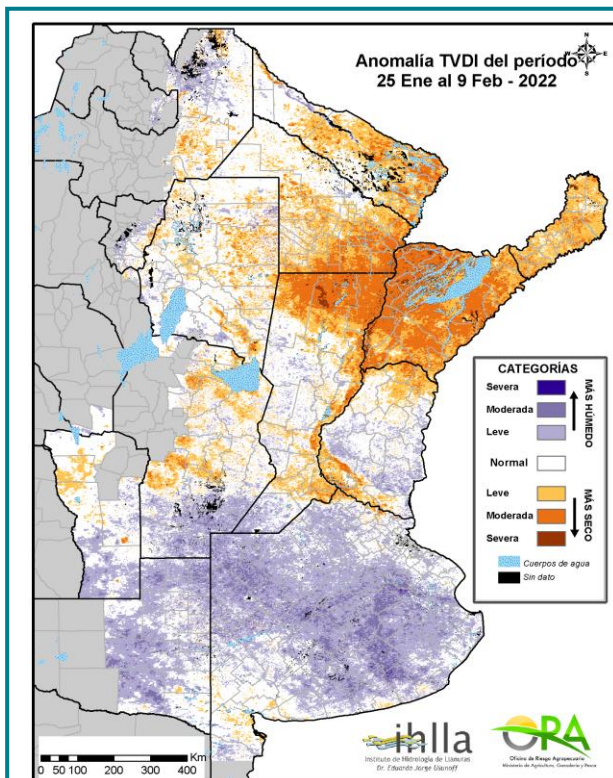 Anomalía TVDI del período
25 Ene al 9 Feb - 2022
N
W
E
S
CATEGORÍAS
Severa
Moderada
Leve
Normal
Leve
Moderada
Severa
MÁS HÚMEDO
MÁS SECO
Cuerpos de agua
Sin dato
Km
0 50 100 200 300 400
ihlla
Instituto de Hidrología de Llanuras
Dr. Eduardo Jorge Usunoff
ORA
Oficina de Riesgo Agropecuario
Ministerio de Agricultura, Ganadería y Pesca